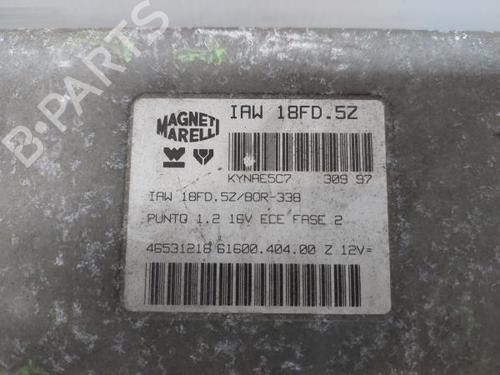 B-PARTS
MAGNETI
MARELLI
IAW 18FD.5Z
KYNAE5C7 309 97
IAW 18FD.5Z/BOR-338
PUNTO 1.2 16V ECE FASE 2
46531218 61600.404.00 Z 12V=